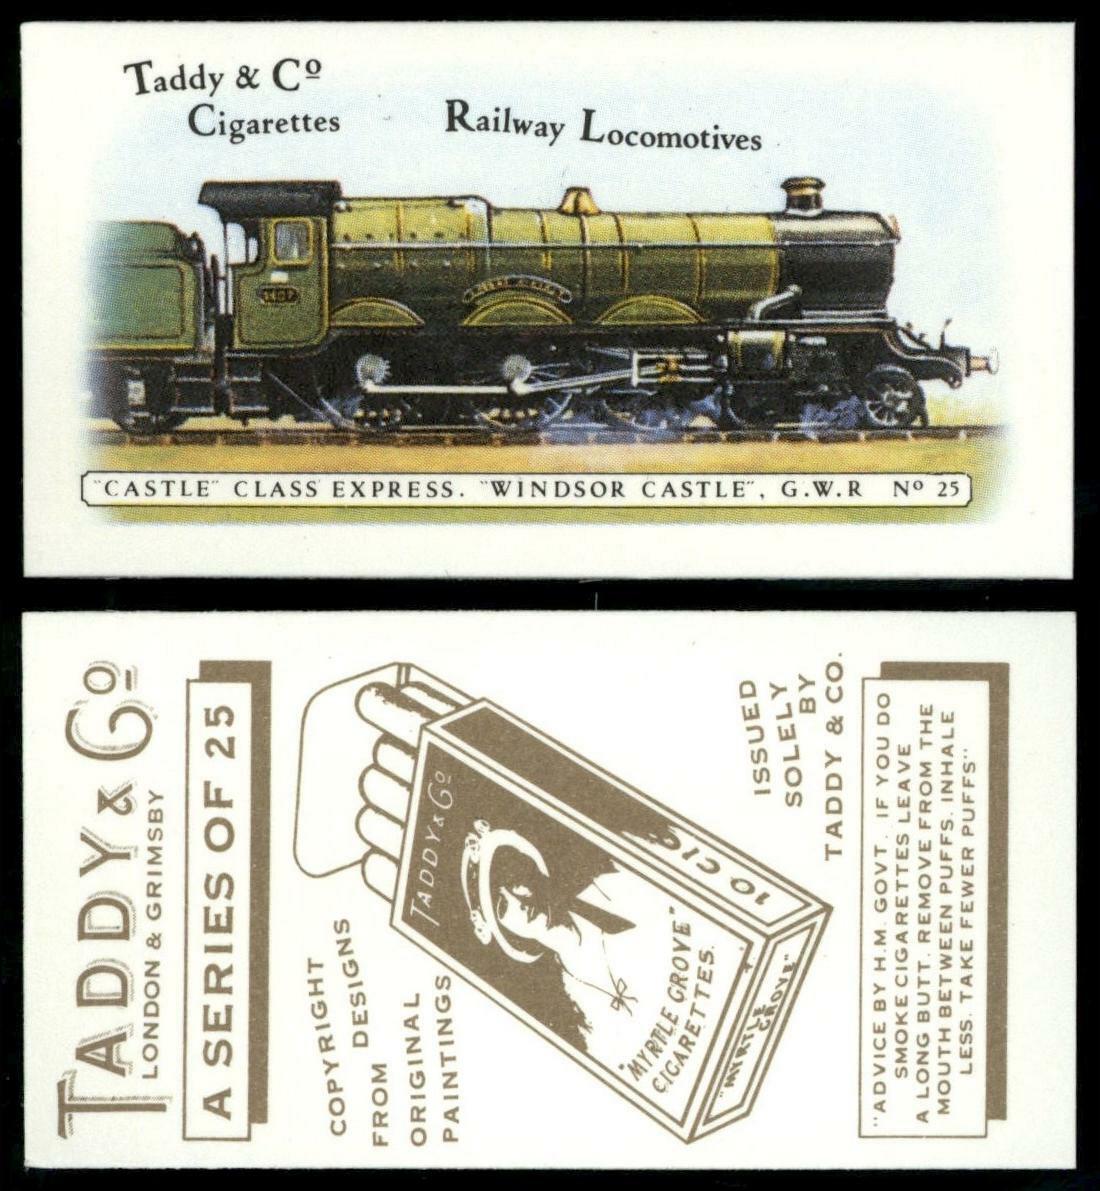 Taddy & Cº
Cigarettes
Railway Locomotives
"CASTLE" CLASS EXPRESS. "WINDSOR CASTLE", G.W.R Nº 25
TADDY & Cº
LONDON & GRIMSBY
A SERIES OF 25
COPYRIGHT
FROM DESIGNS
ORIGINAL
PAINTINGS
TADDY & Cº
"MYRTLE GROVE"
CIGARETTES.
10 CIG
"MYRTLE
GROVE"
ISSUED
SOLELY
BY
TADDY & CO.
"ADVICE BY H.M. GOVT. IF YOU DO
SMOKE CIGARETTES LEAVE
A LONG BUTT. REMOVE FROM THE
MOUTH BETWEEN PUFFS. INHALE
LESS. TAKE FEWER PUFFS"